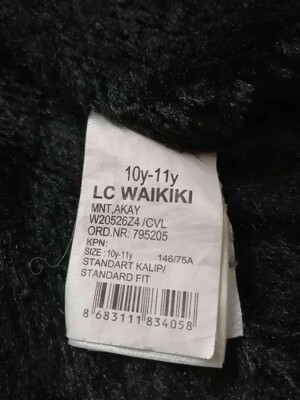 10y-11y
LC WAIKIKI
MNT,AKAY
W20526Z4 /CVL
ORD.NR: 795205
KPN:
SIZE : 10y-11y 146/75A
STANDART KALIP/
STANDARD FIT
8 683111 834058